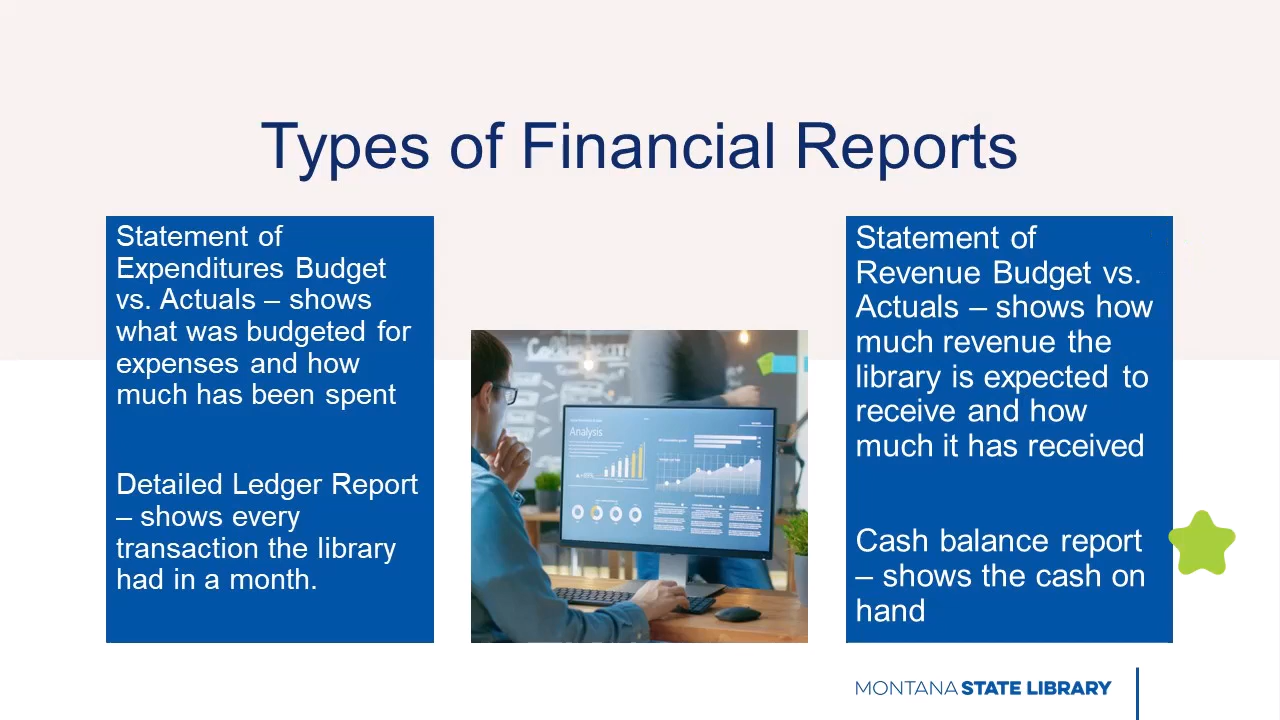 Types of Financial Reports
Statement of
Expenditures Budget
vs. Actuals – shows
what was budgeted for
expenses and how
much has been spent
Detailed Ledger Report
– shows every
transaction the library
had in a month.
Analysis
Statement of
Revenue Budget vs.
Actuals – shows how
much revenue the
library is expected to
receive and how
much it has received
Cash balance report
– shows the cash on
hand
MONTANA STATE LIBRARY